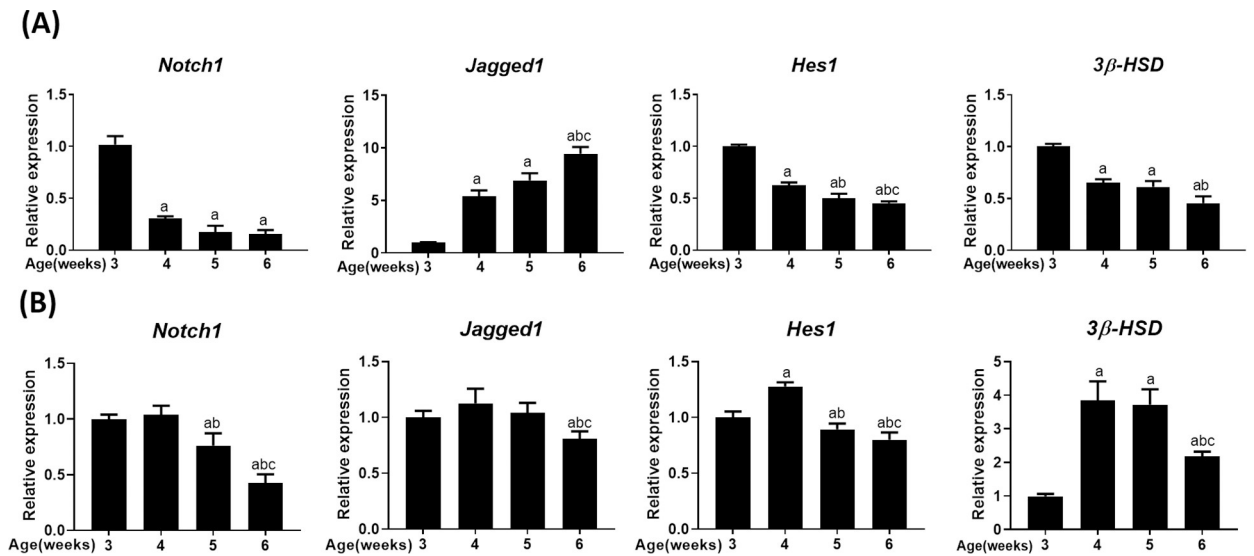 (A)
Notch1
Relative expression
1.5
1.0
0.5
0.0
a
a
a
Age(weeks) 3 4 5 6
Jagged1
Relative expression
15
10
5
0
a
a
abc
Age(weeks) 3 4 5 6
Hes1
Relative expression
1.5
1.0
0.5
0.0
a
ab
abc
Age(weeks) 3 4 5 6
3β-HSD
Relative expression
1.5
1.0
0.5
0.0
a
a
ab
Age(weeks) 3 4 5 6
(B)
Notch1
Relative expression
1.5
1.0
0.5
0.0
ab
abc
Age(weeks) 3 4 5 6
Jagged1
Relative expression
1.5
1.0
0.5
0.0
abc
Age(weeks) 3 4 5 6
Hes1
Relative expression
1.5
1.0
0.5
0.0
a
ab
abc
Age(weeks) 3 4 5 6
3β-HSD
Relative expression
5
4
3
2
1
0
a
a
abc
Age(weeks) 3 4 5 6